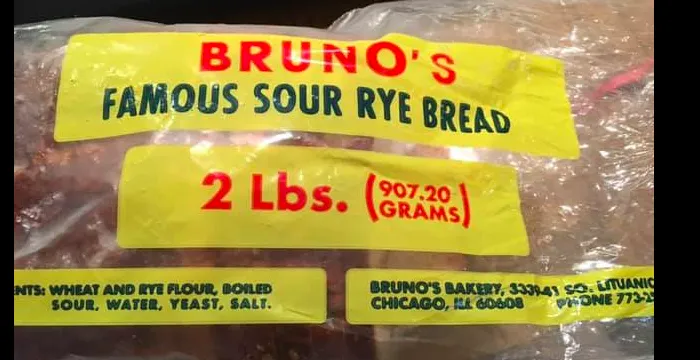 BRUNO'S
FAMOUS SOUR RYE BREAD
2 Lbs. (907.20 GRAMS)
NTS: WHEAT AND RYE FLOUR, BOILED
SOUR, WATER, YEAST, SALT.
BRUNO'S BAKERY, SO. LITUANIC
CHICAGO, ILL 60608 PHONE 773-2